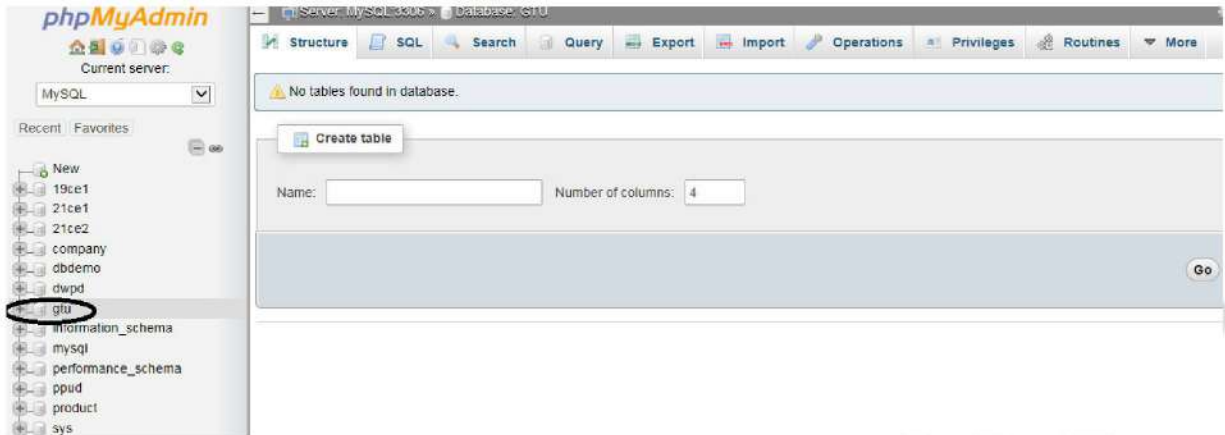 phpMyAdmin
Current server:
MySQL
Recent Favorites
New
19ce1
21ce1
21ce2
company
dbdemo
dwpd
gtu
information_schema
mysql
performance_schema
ppud
product
sys
Server: MySQL:3306 » Database: GTU
Structure SQL Search Query Export Import Operations Privileges Routines More
No tables found in database.
Create table
Name: Number of columns: 4
Go